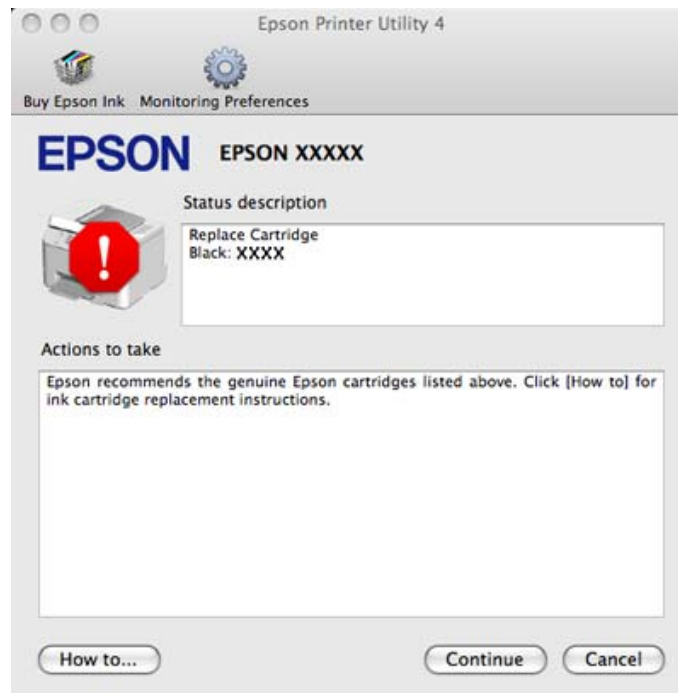 Epson Printer Utility 4
Buy Epson Ink Monitoring Preferences
EPSON EPSON XXXXX
Status description
Replace Cartridge
Black: XXXX
Actions to take
Epson recommends the genuine Epson cartridges listed above. Click [How to] for
ink cartridge replacement instructions.
How to... Continue Cancel